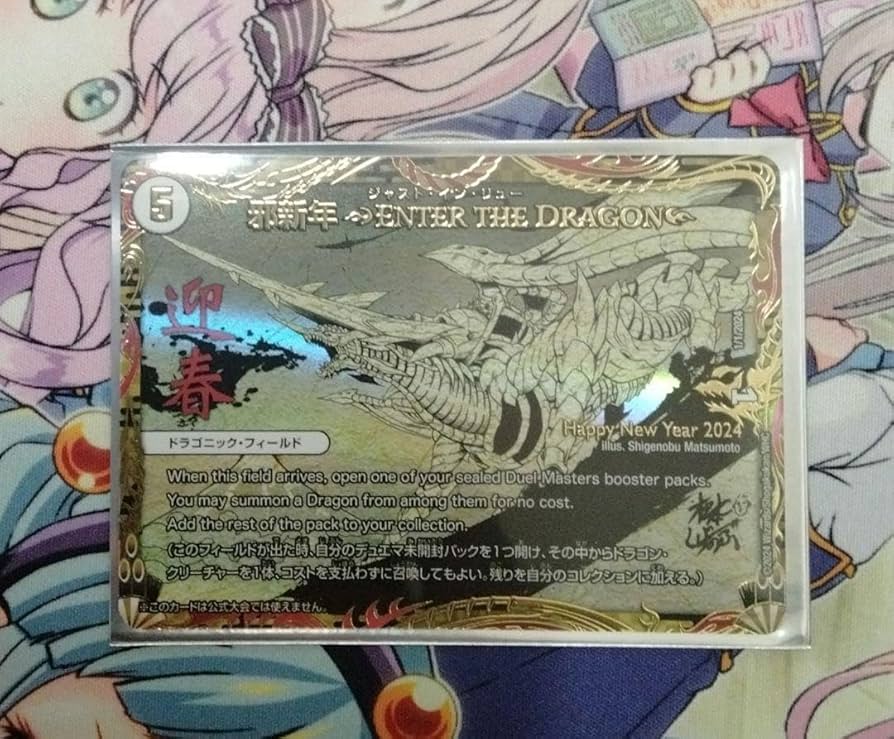 5
ジャスト・イン・リュー
邪新年 ～ENTER THE DRAGON～
迎春
1/1/2024
1
Happy New Year 2024
illus. Shigenobu Matsumoto
ドラゴニック・フィールド
When this field arrives, open one of your sealed Duel Masters booster packs.
You may summon a Dragon from among them for no cost.
Add the rest of the pack to your collection.
(このフィールドが出た時、自分のデュエマ未開封パックを1つ開け、その中からドラゴン・
クリーチャーを1体、コストを支払わずに召喚してもよい。残りを自分のコレクションに加える。)
※このカードは公式大会では使えません。